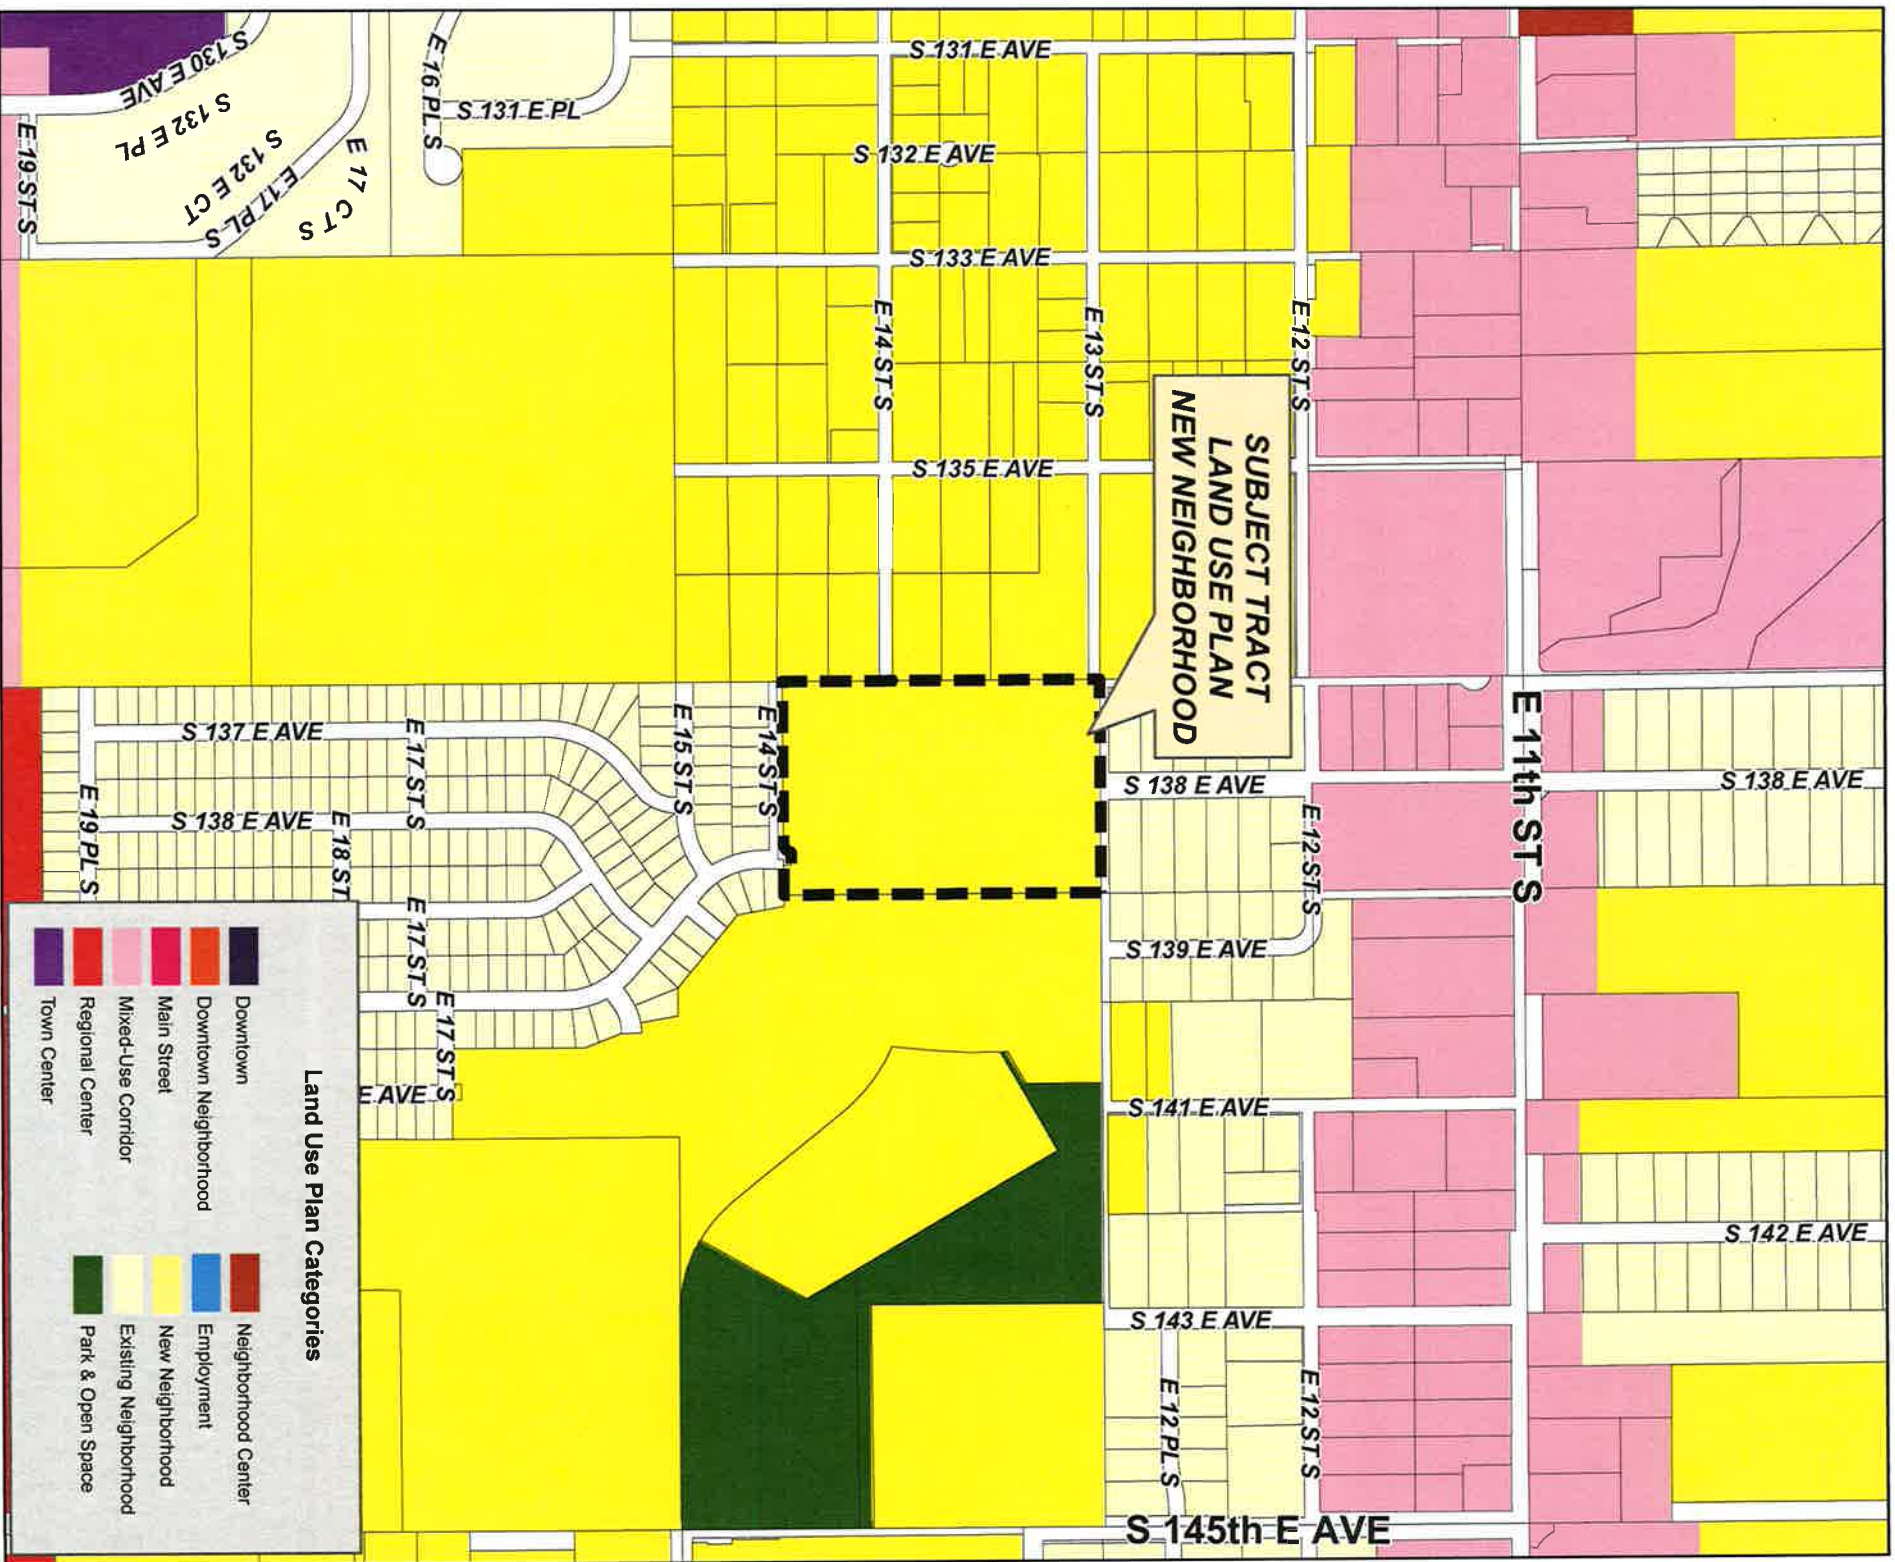 S 131 E AVE
S 130 E AVE
E 16 PL S
S 131 E PL
S 132 E PL
S 132 E AVE
E 19 ST S
S 132 E CT
E 17 CT S
E 17 PL S
S 133 E AVE
E 14 ST S
E 13 ST S
E 12 ST S
SUBJECT TRACT
LAND USE PLAN
NEW NEIGHBORHOOD
S 135 E AVE
E 11th ST S
S 137 E AVE
E 17 ST S
E 15 ST S
E 14 ST S
S 138 E AVE
S 138 E AVE
S 138 E AVE
E 19 PL S
E 18 ST
E 12 ST S
E 17 ST S
S 139 E AVE
E 17 ST S
E AVE
S 141 E AVE
S 142 E AVE
S 143 E AVE
E 12 PL S
E 12 ST S
S 145th E AVE
Land Use Plan Categories
Downtown
Downtown Neighborhood
Main Street
Mixed-Use Corridor
Regional Center
Town Center
Neighborhood Center
Employment
New Neighborhood
Existing Neighborhood
Park & Open Space